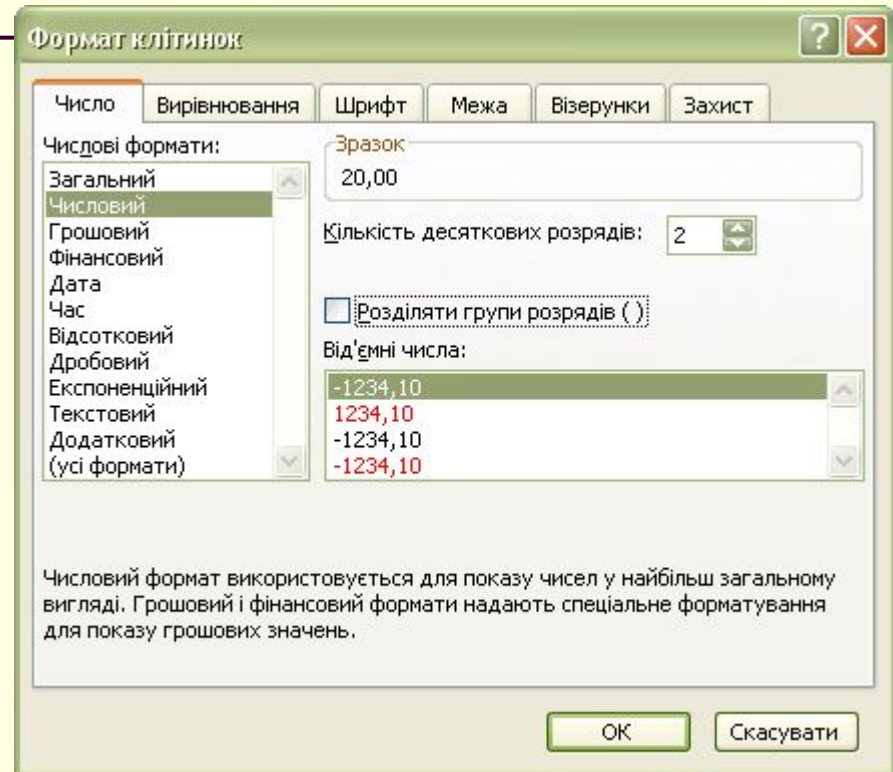 Формат клітинок
Число Вирівнювання Шрифт Межа Візерунки Захист
Числові формати:
Загальний
Числовий
Грошовий
Фінансовий
Дата
Час
Відсотковий
Дробовий
Експоненційний
Текстовий
Додатковий
(усі формати)
Зразок
20,00
Кількість десяткових розрядів: 2
Розділяти групи розрядів ( )
Від'ємні числа:
-1234,10
1234,10
-1234,10
-1234,10
Числовий формат використовується для показу чисел у найбільш загальному
вигляді. Грошовий і фінансовий формати надають спеціальне форматування
для показу грошових значень.
OK Скасувати